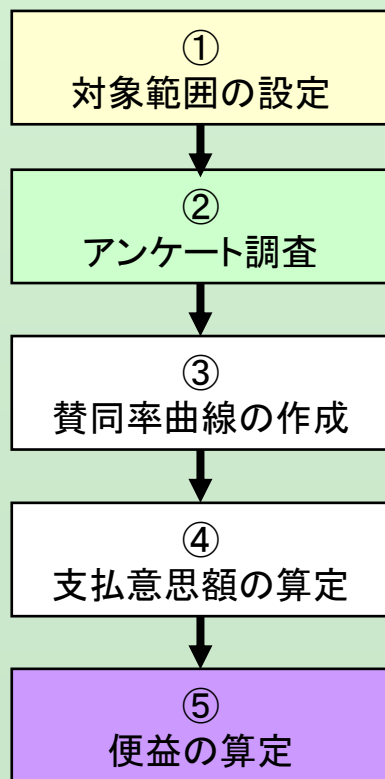 ①
対象範囲の設定
②
アンケート調査
③
賛同率曲線の作成
④
支払意思額の算定
⑤
便益の算定